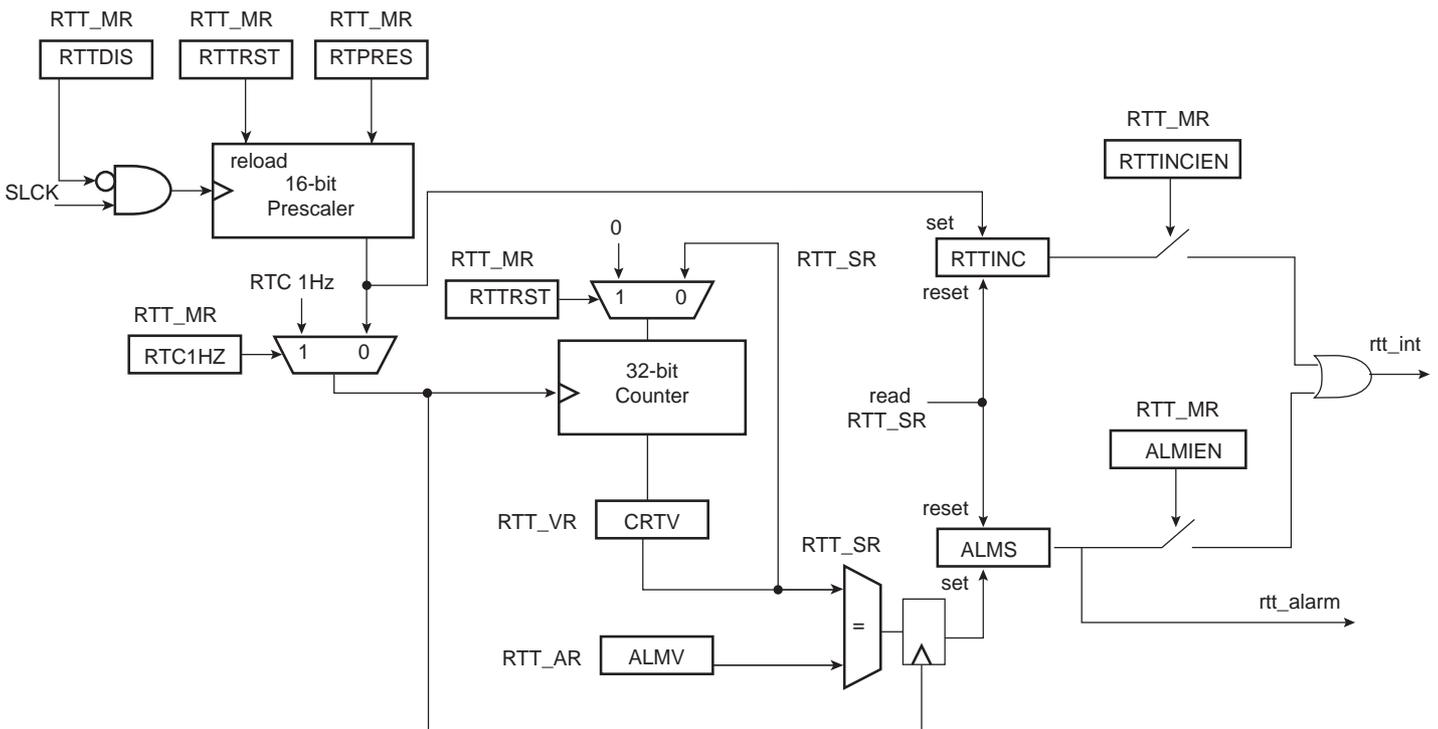 RTT_MR
RTT_MR
RTT_MR
RTTDIS
RTTRST
RTPRES
reload
16-bit
Prescaler
SLCK
RTT_MR
RTTINCIEN
set
RTTINC
reset
0
RTT_SR
RTT_MR
RTTRST
1
0
RTC 1Hz
RTT_MR
RTC1HZ
1
0
32-bit
Counter
rtt_int
read
RTT_SR
RTT_MR
ALMIEN
reset
ALMS
set
RTT_VR
CRTV
RTT_SR
=
rtt_alarm
RTT_AR
ALMV